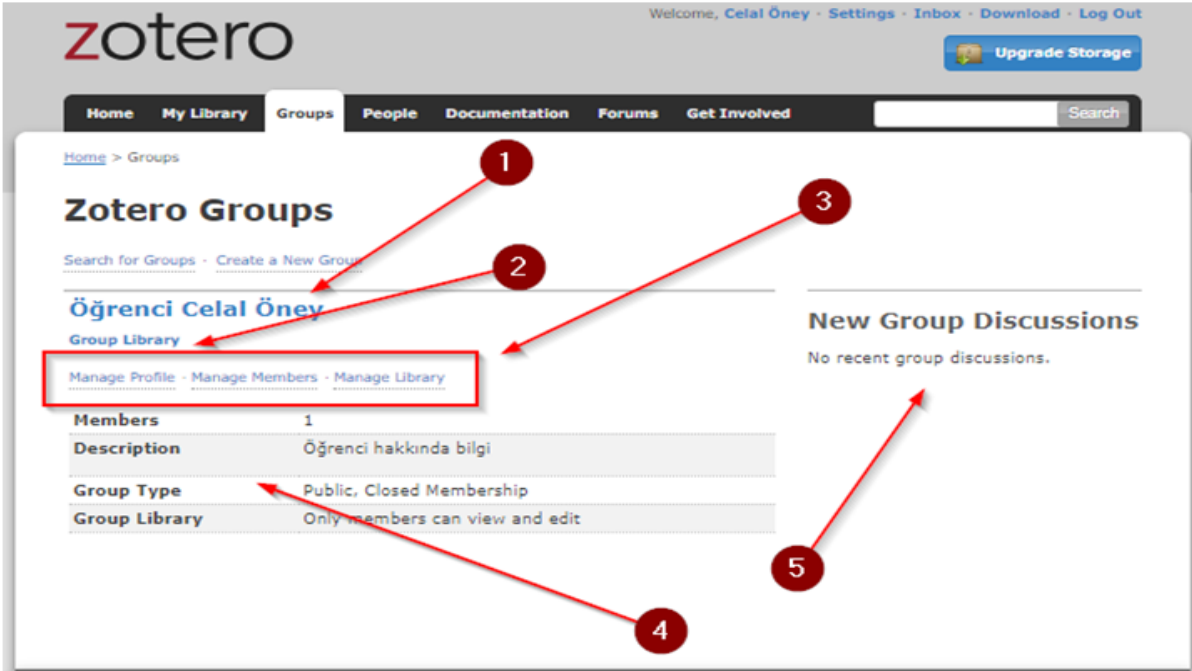 zotero
Welcome, Celal Öney · Settings · Inbox · Download · Log Out
Upgrade Storage
Home My Library Groups People Documentation Forums Get Involved Search
Home > Groups
1
3
Zotero Groups
2
Search for Groups · Create a New Group
Öğrenci Celal Öney
Group Library
Manage Profile · Manage Members · Manage Library
Members 1
Description Öğrenci hakkında bilgi
Group Type Public, Closed Membership
Group Library Only members can view and edit
New Group Discussions
No recent group discussions.
5
4